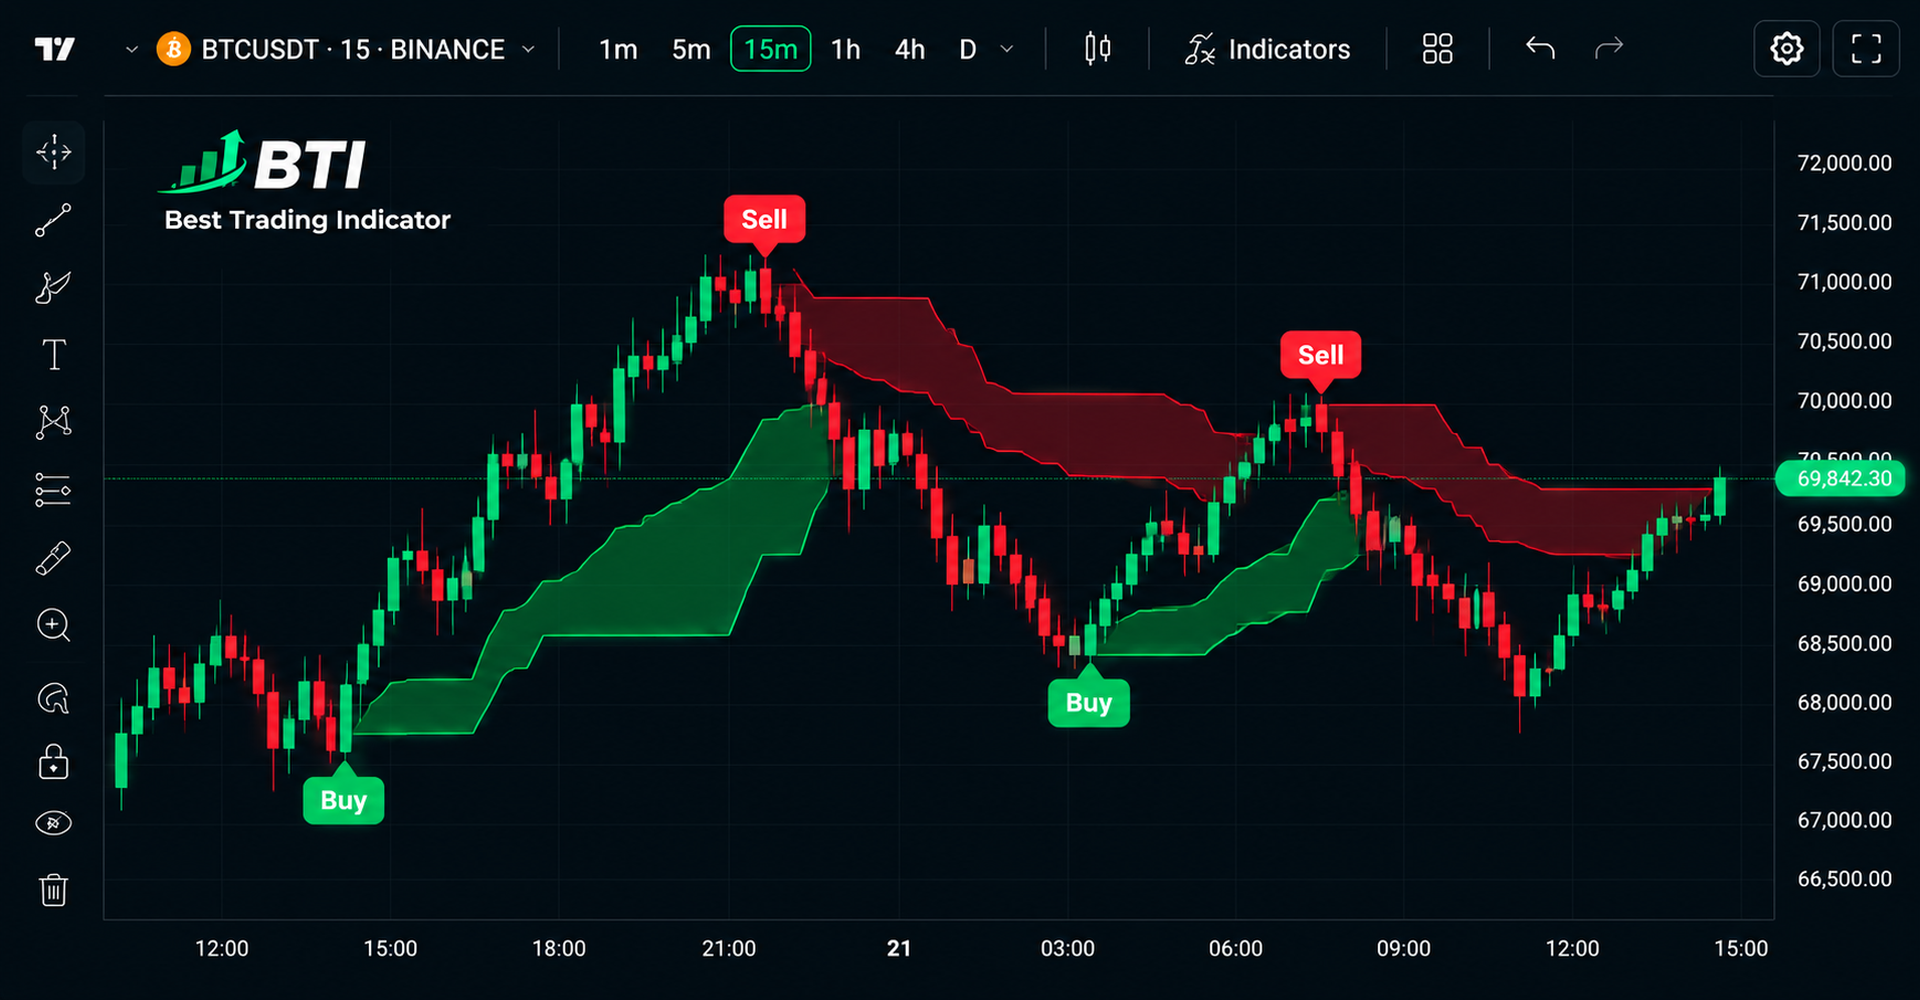 BTCUSDT · 15 · BINANCE
1m 5m 15m 1h 4h D
Indicators
BTI
Best Trading Indicator
Sell
Sell
Buy
Buy
72,000.00
71,500.00
71,000.00
70,500.00
70,000.00
70,500.00
69,842.30
69,500.00
69,000.00
68,500.00
68,000.00
67,500.00
67,000.00
66,500.00
12:00 15:00 18:00 21:00 21 03:00 06:00 09:00 12:00 15:00